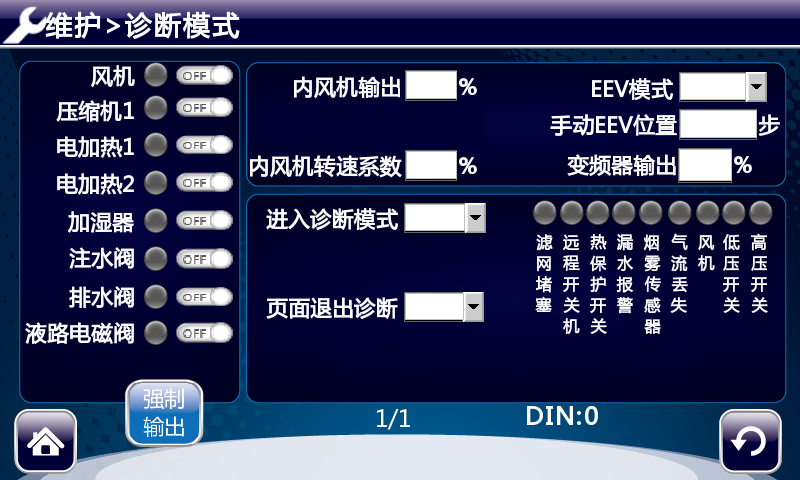 维护>诊断模式
风机 OFF
压缩机1 OFF
电加热1 OFF
电加热2 OFF
加湿器 OFF
注水阀 OFF
排水阀 OFF
液路电磁阀 OFF
内风机输出 %
EEV模式
手动EEV位置 步
内风机转速系数 %
变频器输出 %
进入诊断模式
页面退出诊断
滤网堵塞
远程开关机
热保护开关
漏水报警
烟雾传感器
气流丢失
风机
低压开关
高压开关
强制
输出
1/1
DIN:0